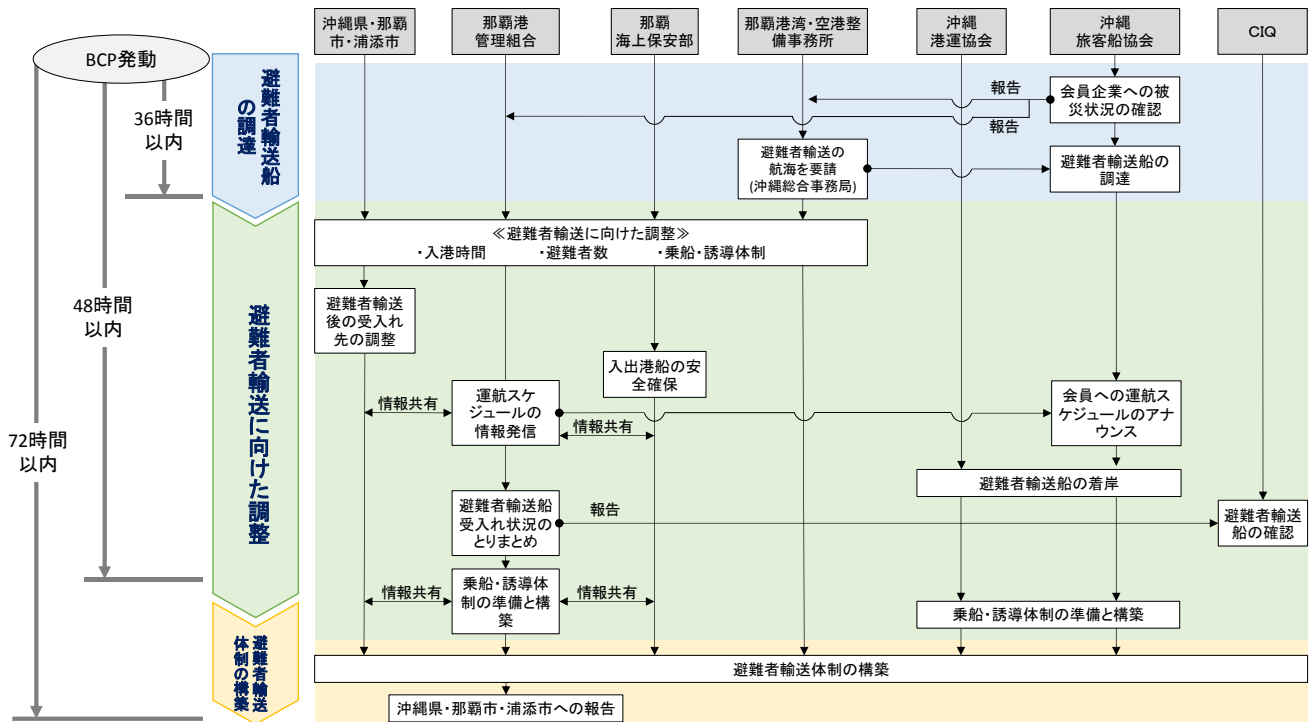 沖縄県・那覇
市・浦添市
那覇港
管理組合
那覇
海上保安部
那覇港湾・空港整
備事務所
沖縄
港運協会
沖縄
旅客船協会
CIQ
BCP発動
36時間
以内
48時間
以内
72時間
以内
避難者輸送船
の調達
避難者輸送に向けた調整
避難者輸送
体制の構築
報告
会員企業への被
災状況の確認
報告
避難者輸送の
航海を要請
(沖縄総合事務局)
避難者輸送船の
調達
≪避難者輸送に向けた調整≫
・入港時間 ・避難者数 ・乗船・誘導体制
避難者輸送
後の受入れ
先の調整
入出港船の安
全確保
情報共有
運航スケ
ジュールの
情報発信
情報共有
会員への運航ス
ケジュールのアナ
ウンス
避難者輸送船の着岸
避難者輸送船
受入れ状況の
とりまとめ
報告
避難者輸送
船の確認
情報共有
乗船・誘導体
制の準備と構
築
情報共有
乗船・誘導体制の準備と構築
避難者輸送体制の構築
沖縄県・那覇市・浦添市への報告